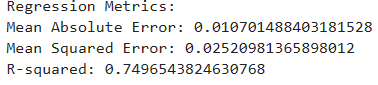 Regression Metrics:
Mean Absolute Error: 0.010701488403181528
Mean Squared Error: 0.02520981365898012
R-squared: 0.7496543824630768